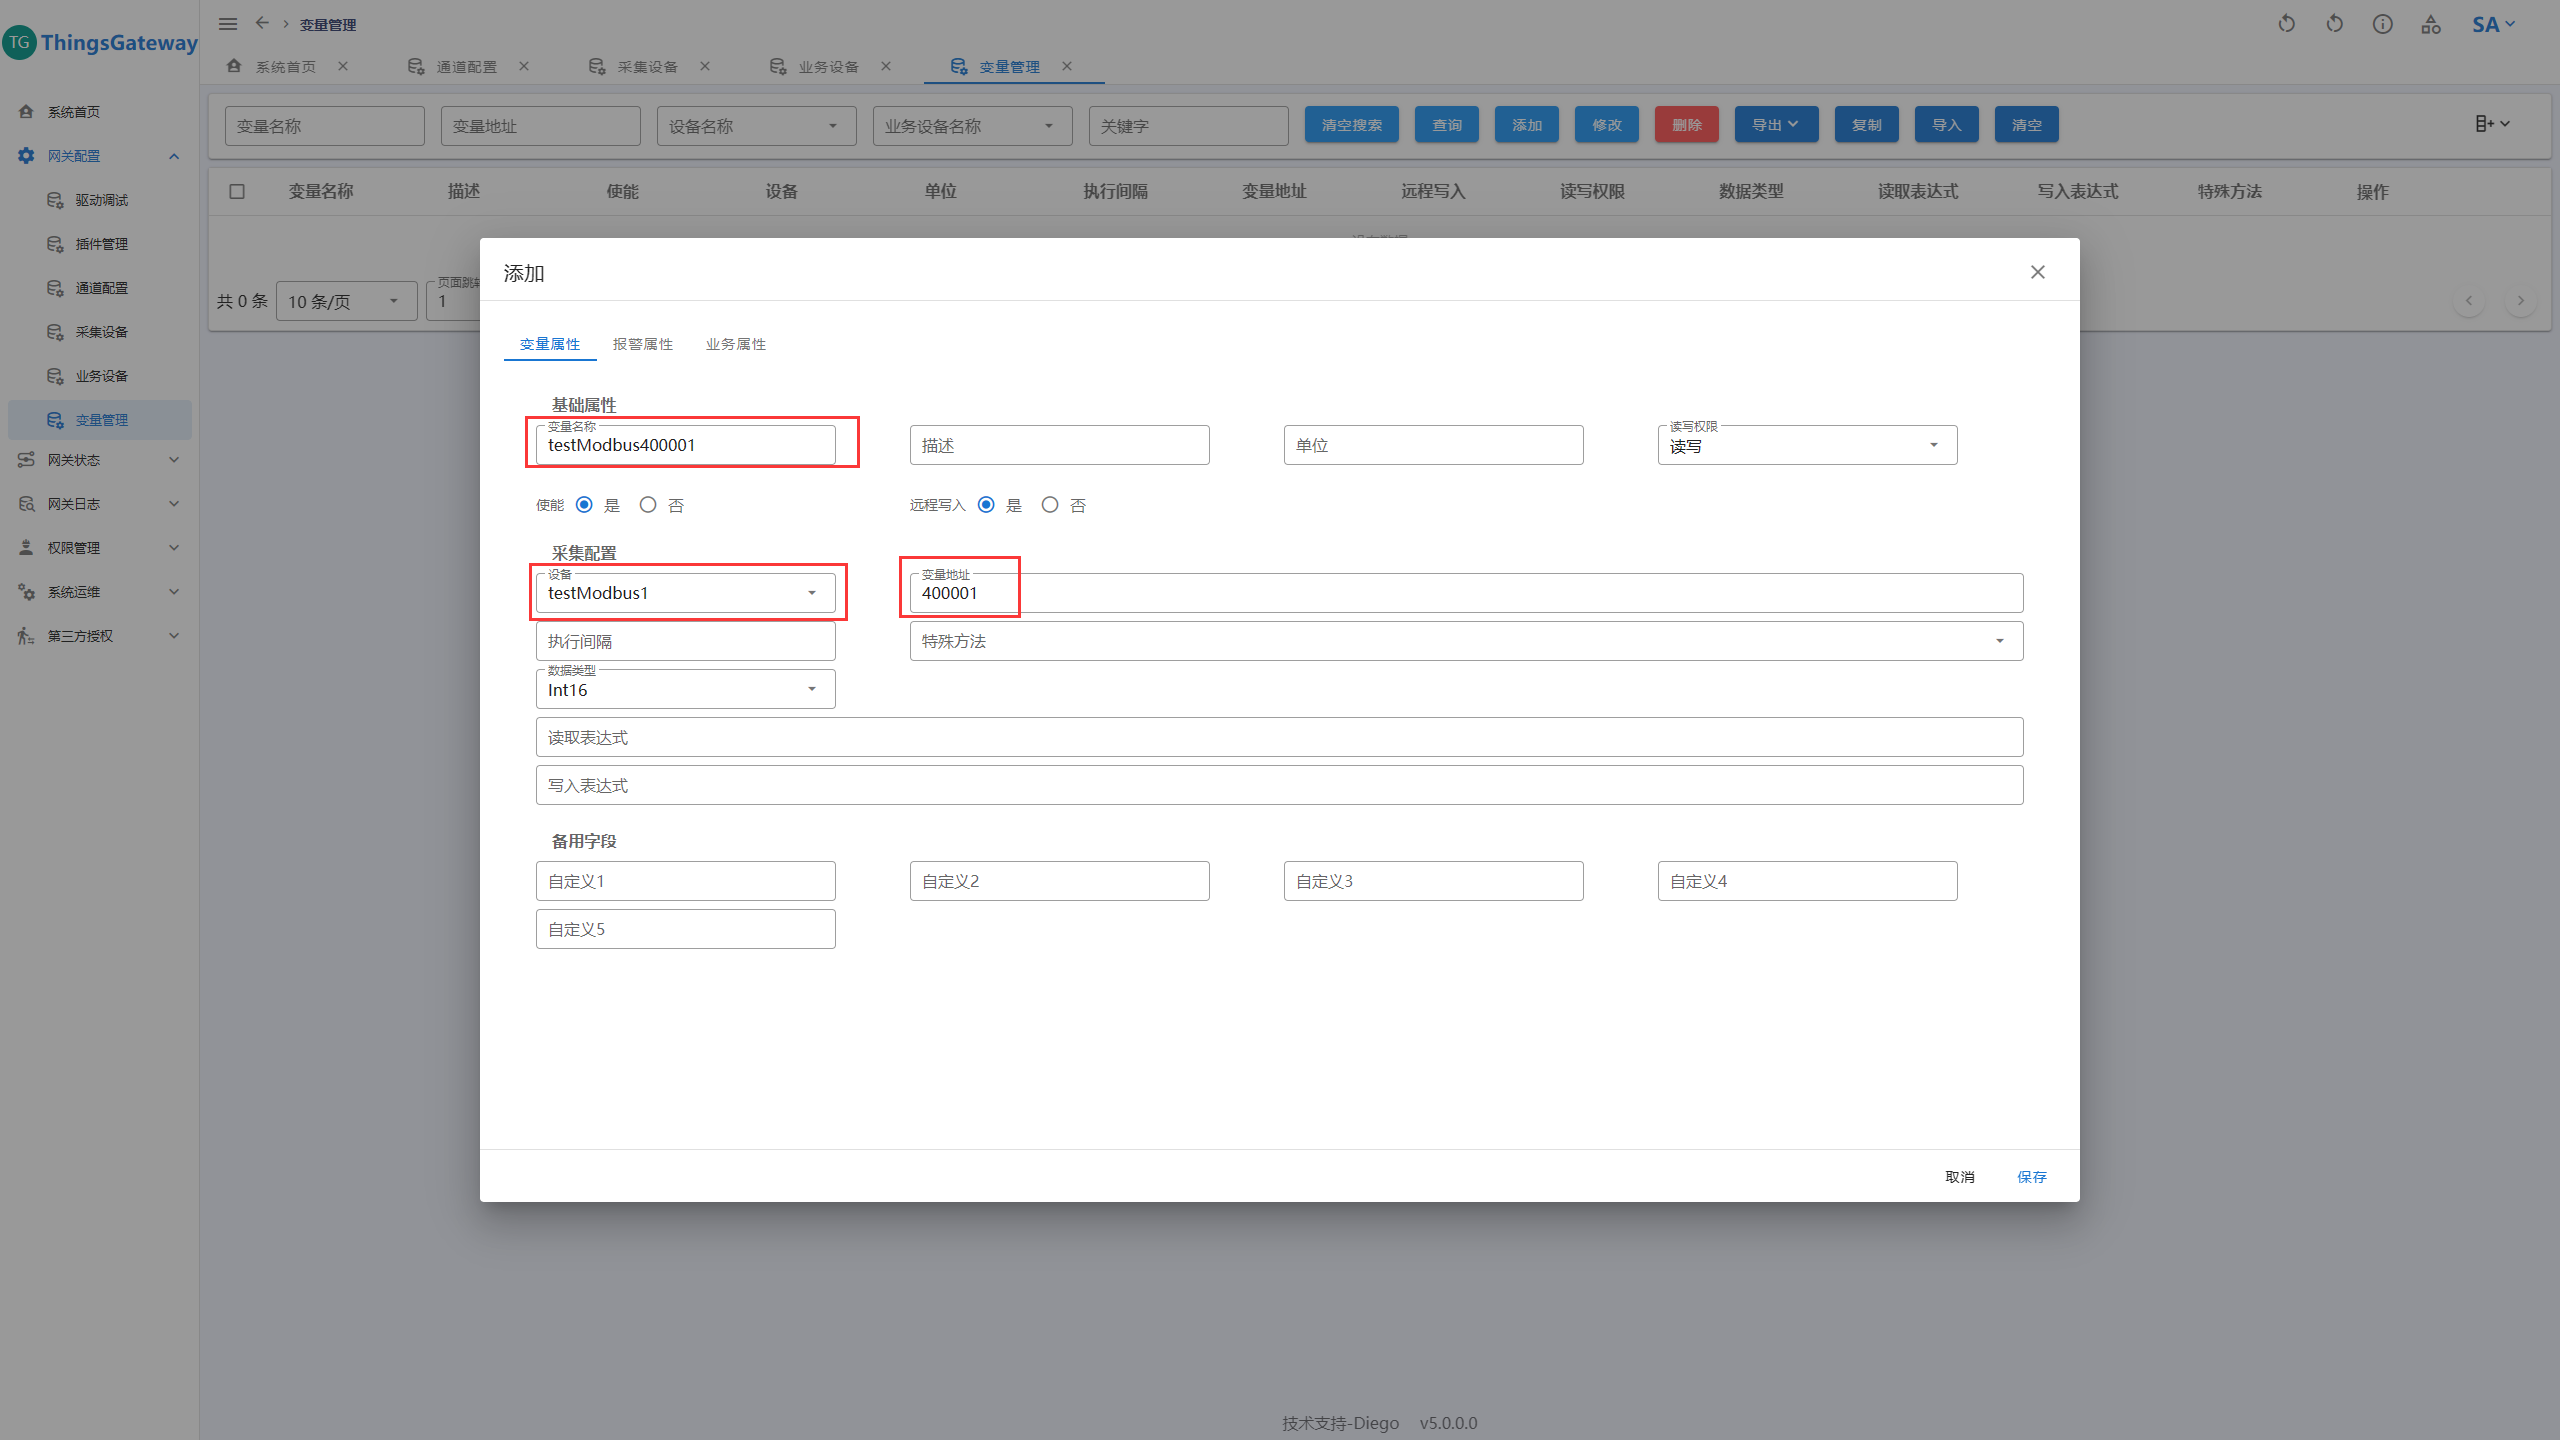 TG ThingsGateway
系统首页
网关配置
驱动调试
插件管理
通道配置
采集设备
业务设备
变量管理
网关状态
网关日志
权限管理
系统运维
第三方授权
变量管理
SA
系统首页 通道配置 采集设备 业务设备 变量管理
变量名称 变量地址 设备名称 业务设备名称 关键字 清空搜索 查询 添加 修改 删除 导出 复制 导入 清空
变量名称 描述 使能 设备 单位 执行间隔 变量地址 远程写入 读写权限 数据类型 读取表达式 写入表达式 特殊方法 操作
页面跳
共 0 条 10 条/页 1
添加
变量属性 报警属性 业务属性
基础属性
变量名称 读写权限
testModbus400001 描述 单位 读写
使能 是 否 远程写入 是 否
采集配置
设备 变量地址
testModbus1 400001
执行间隔 特殊方法
数据类型
Int16
读取表达式
写入表达式
备用字段
自定义1 自定义2 自定义3 自定义4
自定义5
取消 保存
技术支持-Diego v5.0.0.0